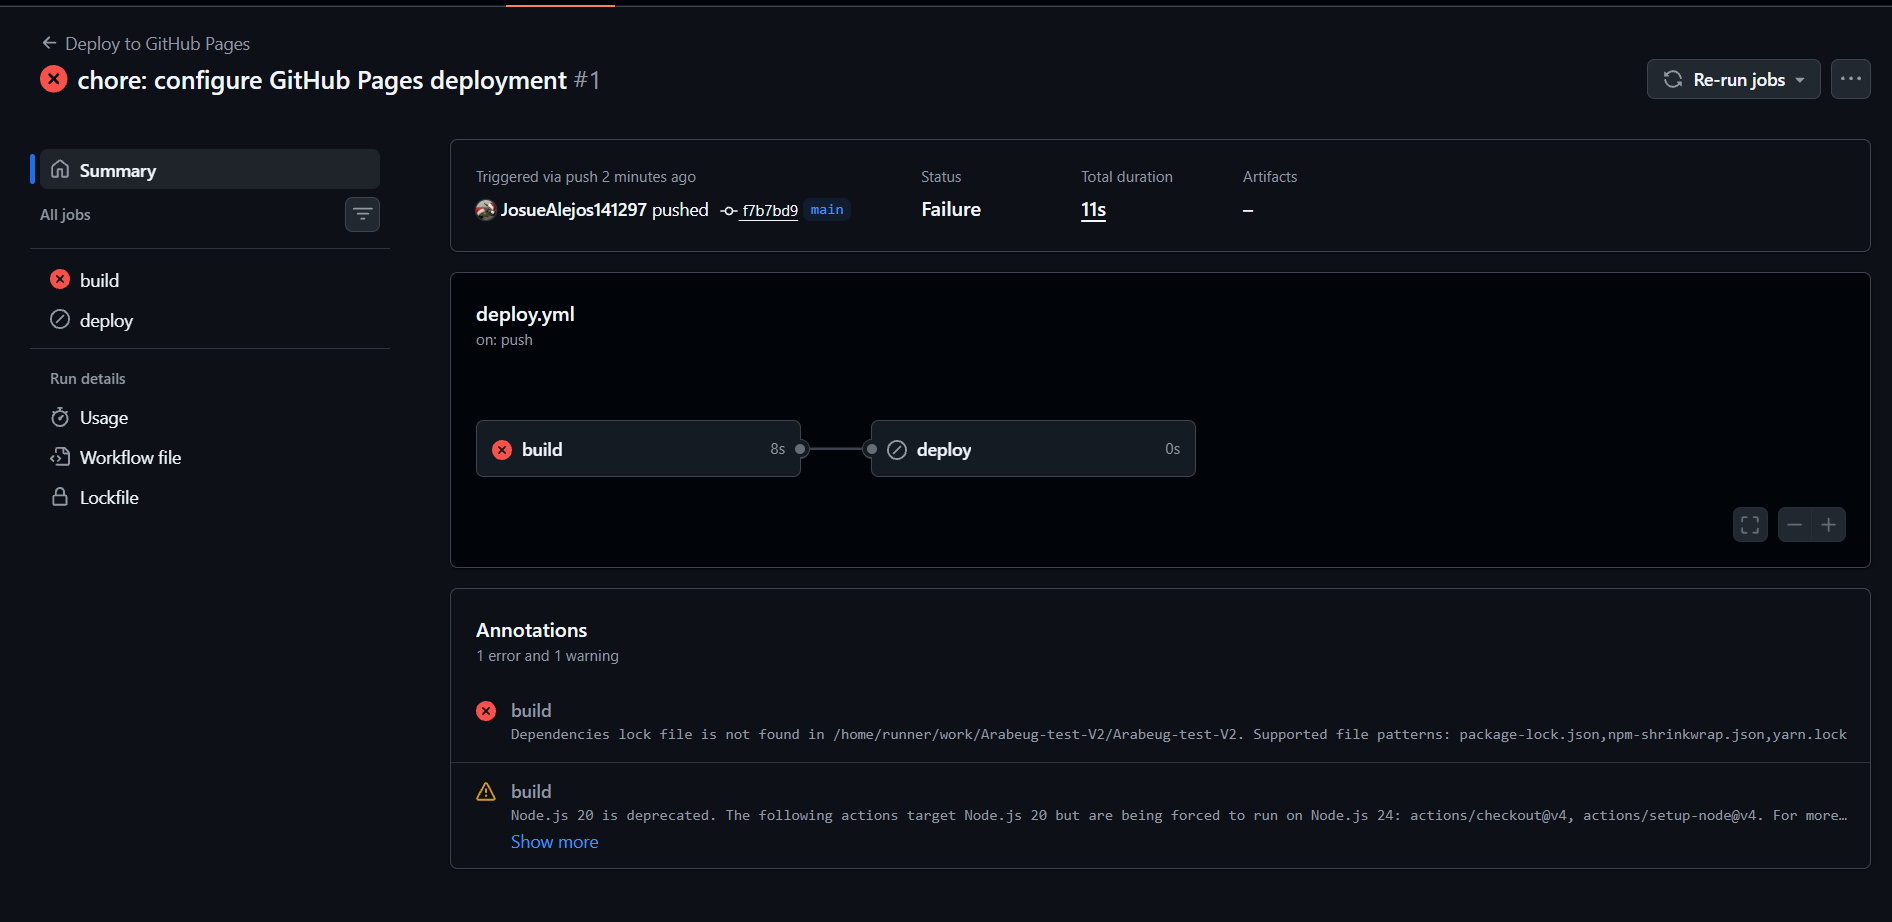 Deploy to GitHub Pages
chore: configure GitHub Pages deployment #1
Re-run jobs
Summary
All jobs
build
deploy
Run details
Usage
Workflow file
Lockfile
Triggered via push 2 minutes ago
JosueAlejos141297 pushed f7b7bd9 main
Status
Failure
Total duration
11s
Artifacts
–
deploy.yml
on: push
build 8s
deploy 0s
Annotations
1 error and 1 warning
build
Dependencies lock file is not found in /home/runner/work/Arabeug-test-V2/Arabeug-test-V2. Supported file patterns: package-lock.json,npm-shrinkwrap.json,yarn.lock
build
Node.js 20 is deprecated. The following actions target Node.js 20 but are being forced to run on Node.js 24: actions/checkout@v4, actions/setup-node@v4. For more…
Show more